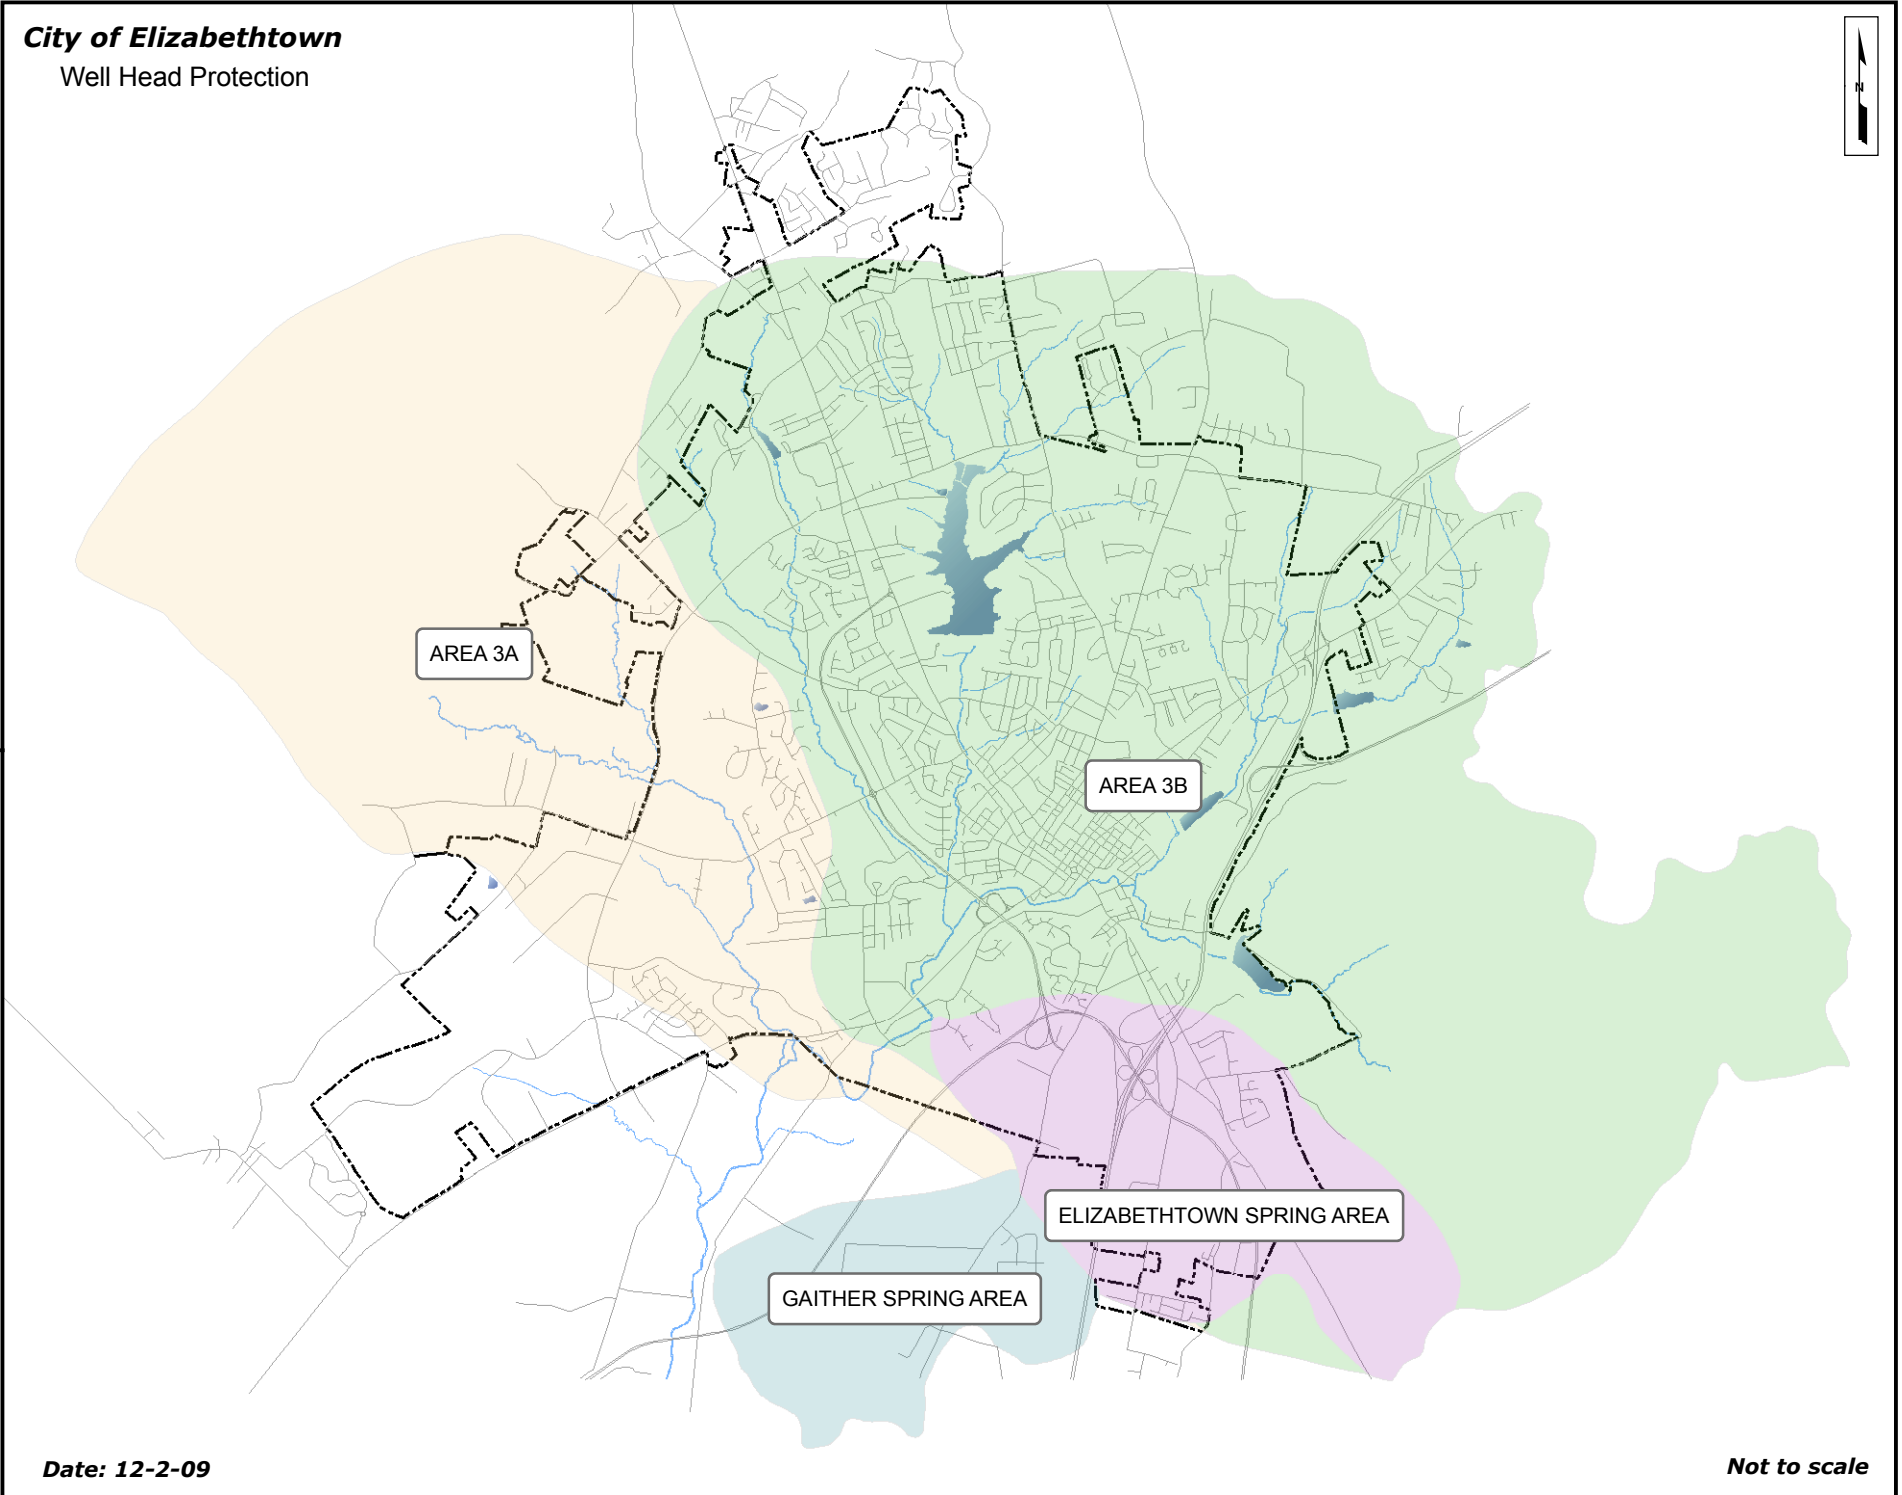 City of Elizabethtown
Well Head Protection
N
AREA 3A
AREA 3B
ELIZABETHTOWN SPRING AREA
GAITHER SPRING AREA
Date: 12-2-09
Not to scale